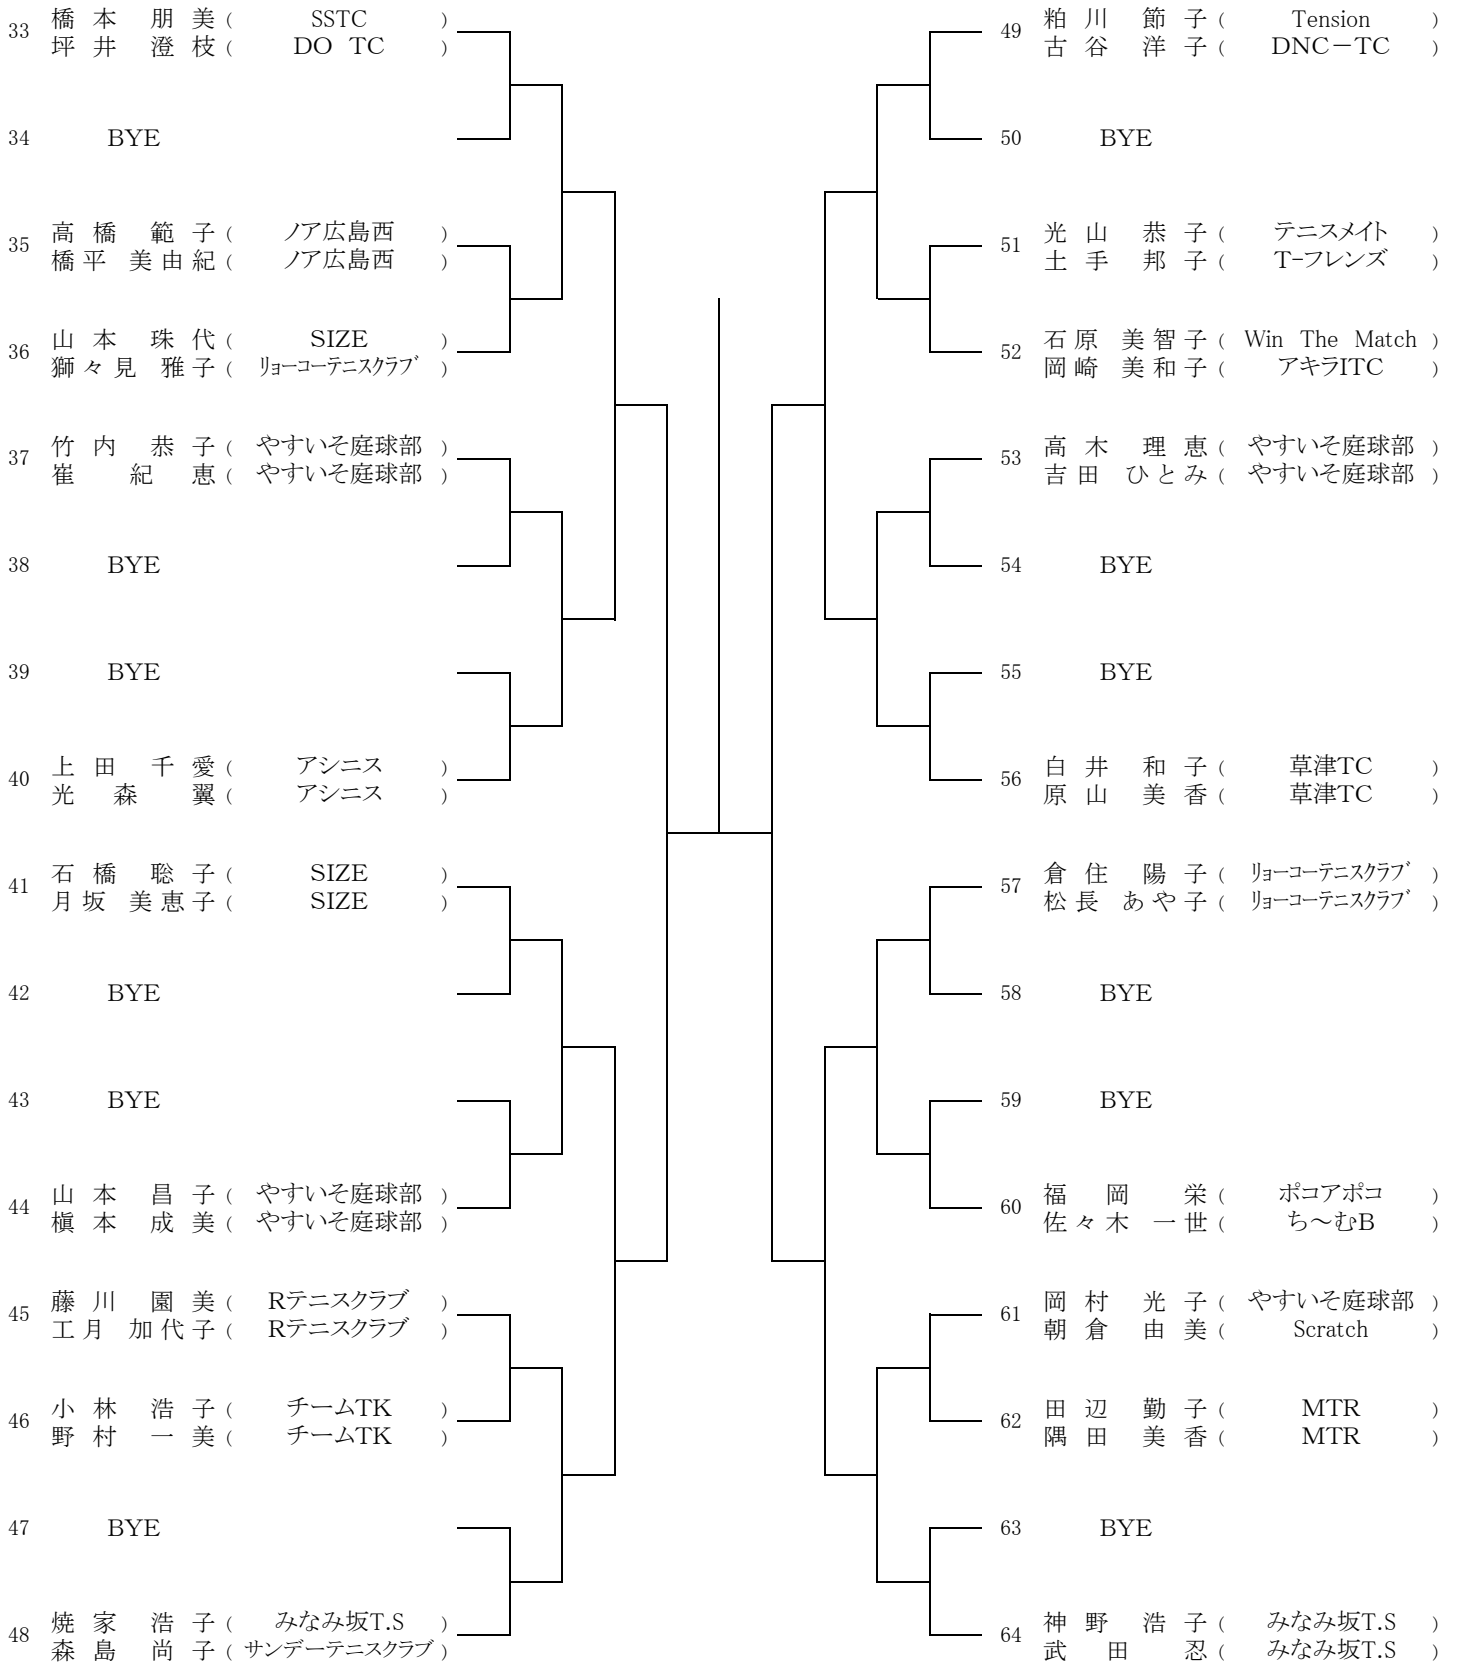 33 橋本 朋美 ( SSTC )
坪井 澄枝 ( DO TC )
34 BYE
35 高橋 範子 ( ノア広島西 )
橋平 美由紀 ( ノア広島西 )
36 山本 珠代 ( SIZE )
獅々見 雅子 ( リョーコーテニスクラブ )
37 竹内 恭子 ( やすいそ庭球部 )
崔 紀恵 ( やすいそ庭球部 )
38 BYE
39 BYE
40 上田 千愛 ( アシニス )
光森 翼 ( アシニス )
41 石橋 聡子 ( SIZE )
月坂 美恵子 ( SIZE )
42 BYE
43 BYE
44 山本 昌子 ( やすいそ庭球部 )
槇本 成美 ( やすいそ庭球部 )
45 藤川 園美 ( Rテニスクラブ )
工月 加代子 ( Rテニスクラブ )
46 小林 浩子 ( チームTK )
野村 一美 ( チームTK )
47 BYE
48 焼家 浩子 ( みなみ坂T.S )
森島 尚子 ( サンデーテニスクラブ )
49 粕川 節子 ( Tension )
古谷 洋子 ( DNC－TC )
50 BYE
51 光山 恭子 ( テニスメイト )
土手 邦子 ( T-フレンズ )
52 石原 美智子 ( Win The Match )
岡崎 美和子 ( アキラITC )
53 高木 理恵 ( やすいそ庭球部 )
吉田 ひとみ ( やすいそ庭球部 )
54 BYE
55 BYE
56 白井 和子 ( 草津TC )
原山 美香 ( 草津TC )
57 倉住 陽子 ( リョーコーテニスクラブ )
松長 あや子 ( リョーコーテニスクラブ )
58 BYE
59 BYE
60 福岡 栄 ( ポコアポコ )
佐々木 一世 ( ち～むB )
61 岡村 光子 ( やすいそ庭球部 )
朝倉 由美 ( Scratch )
62 田辺 勤子 ( MTR )
隅田 美香 ( MTR )
63 BYE
64 神野 浩子 ( みなみ坂T.S )
武田 忍 ( みなみ坂T.S )